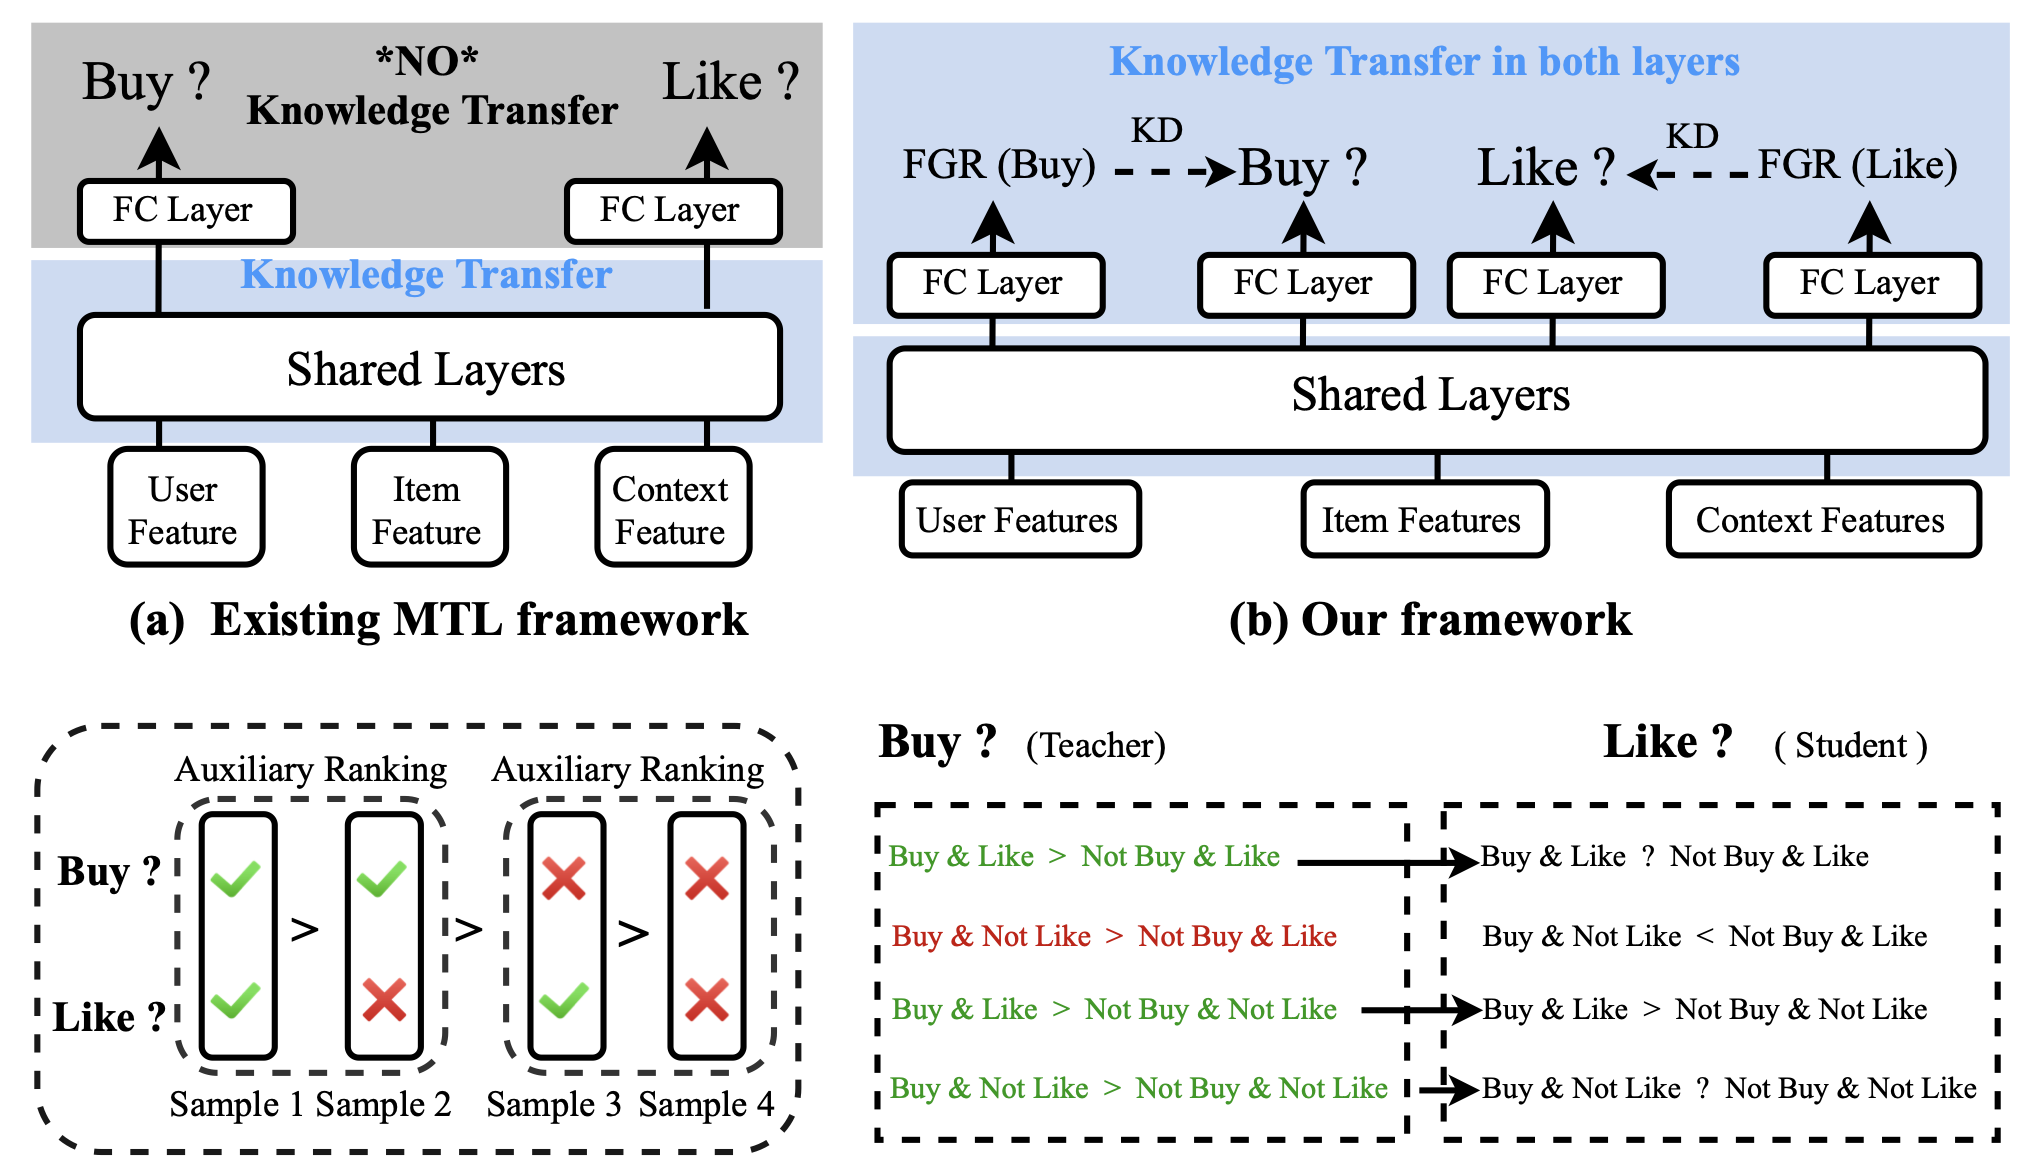 Buy ?
*NO*
Knowledge Transfer
Like ?
FC Layer
FC Layer
Knowledge Transfer
Shared Layers
User
Feature
Item
Feature
Context
Feature
(a) Existing MTL framework
Knowledge Transfer in both layers
FGR (Buy)
KD
Buy ?
Like ?
KD
FGR (Like)
FC Layer
FC Layer
FC Layer
FC Layer
Shared Layers
User Features
Item Features
Context Features
(b) Our framework
Auxiliary Ranking
Auxiliary Ranking
Buy ?
> > >
Like ?
Sample 1
Sample 2
Sample 3
Sample 4
Buy ? (Teacher)
Buy & Like > Not Buy & Like
Buy & Not Like > Not Buy & Like
Buy & Like > Not Buy & Not Like
Buy & Not Like > Not Buy & Not Like
Like ? ( Student )
Buy & Like ? Not Buy & Like
Buy & Not Like < Not Buy & Like
Buy & Like > Not Buy & Not Like
Buy & Not Like ? Not Buy & Not Like